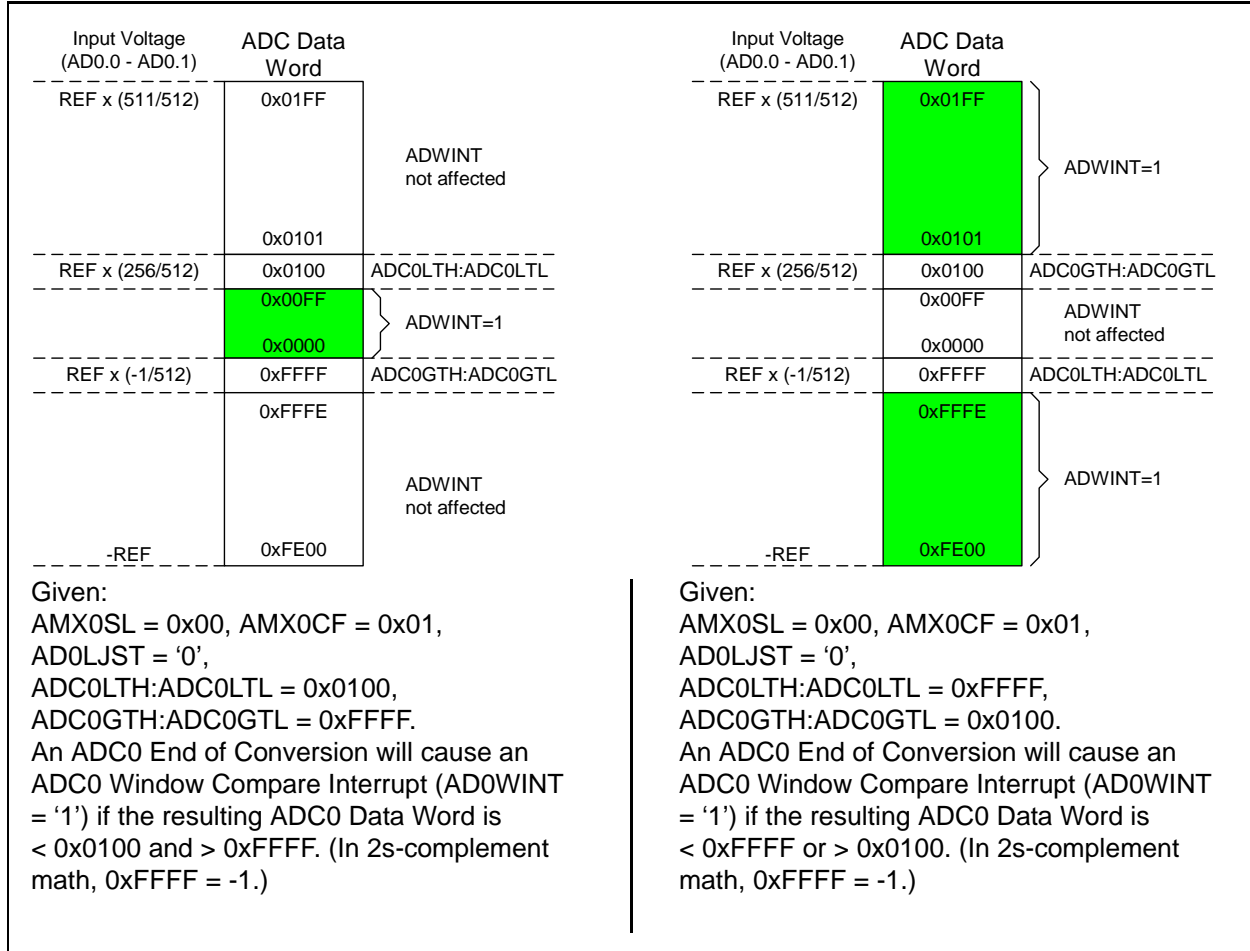 Input Voltage
(AD0.0 - AD0.1)
ADC Data
Word
REF x (511/512)
0x01FF
ADWINT
not affected
0x0101
REF x (256/512)
0x0100
ADC0LTH:ADC0LTL
0x00FF
ADWINT=1
0x0000
REF x (-1/512)
0xFFFF
ADC0GTH:ADC0GTL
0xFFFE
ADWINT
not affected
-REF
0xFE00
Given:
AMX0SL = 0x00, AMX0CF = 0x01,
AD0LJST = ‘0’,
ADC0LTH:ADC0LTL = 0x0100,
ADC0GTH:ADC0GTL = 0xFFFF.
An ADC0 End of Conversion will cause an
ADC0 Window Compare Interrupt (AD0WINT
= ‘1’) if the resulting ADC0 Data Word is
< 0x0100 and > 0xFFFF. (In 2s-complement
math, 0xFFFF = -1.)
Input Voltage
(AD0.0 - AD0.1)
ADC Data
Word
REF x (511/512)
0x01FF
ADWINT=1
0x0101
REF x (256/512)
0x0100
ADC0GTH:ADC0GTL
0x00FF
ADWINT
not affected
0x0000
REF x (-1/512)
0xFFFF
ADC0LTH:ADC0LTL
0xFFFE
ADWINT=1
-REF
0xFE00
Given:
AMX0SL = 0x00, AMX0CF = 0x01,
AD0LJST = ‘0’,
ADC0LTH:ADC0LTL = 0xFFFF,
ADC0GTH:ADC0GTL = 0x0100.
An ADC0 End of Conversion will cause an
ADC0 Window Compare Interrupt (AD0WINT
= ‘1’) if the resulting ADC0 Data Word is
< 0xFFFF or > 0x0100. (In 2s-complement
math, 0xFFFF = -1.)